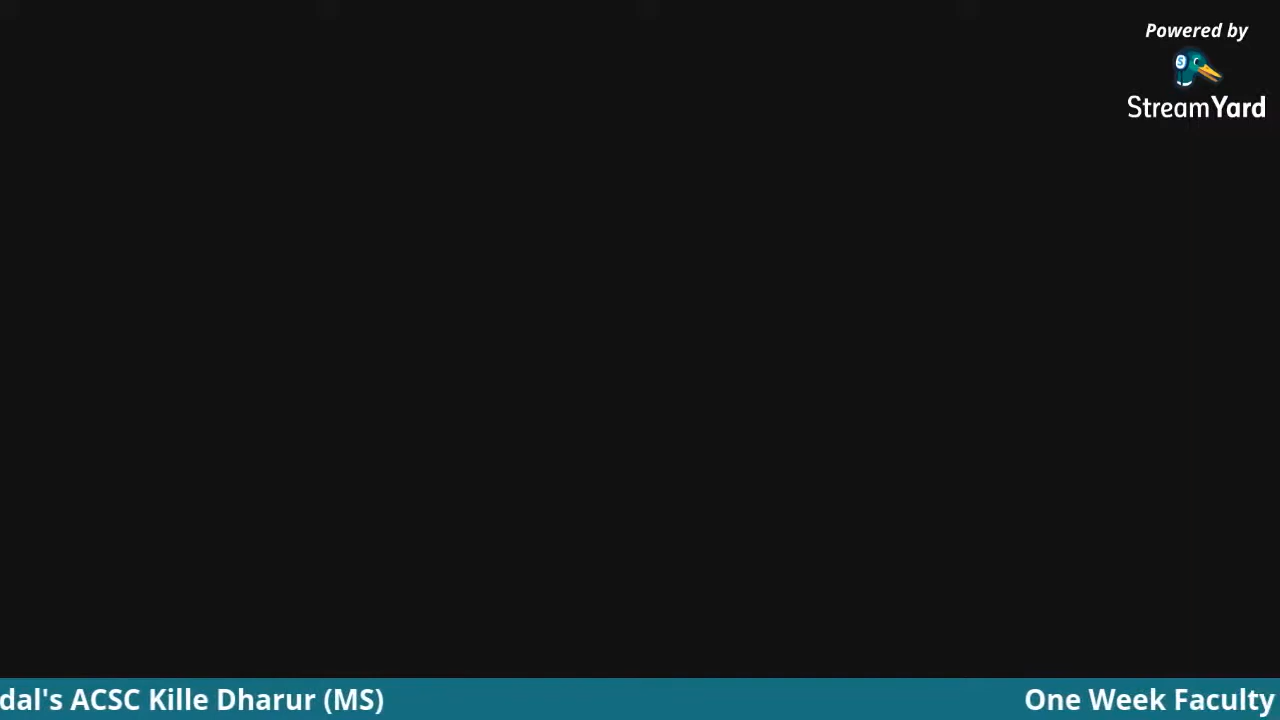 Powered by
S
StreamYard
dal's ACSC Kille Dharur (MS)
One Week Faculty